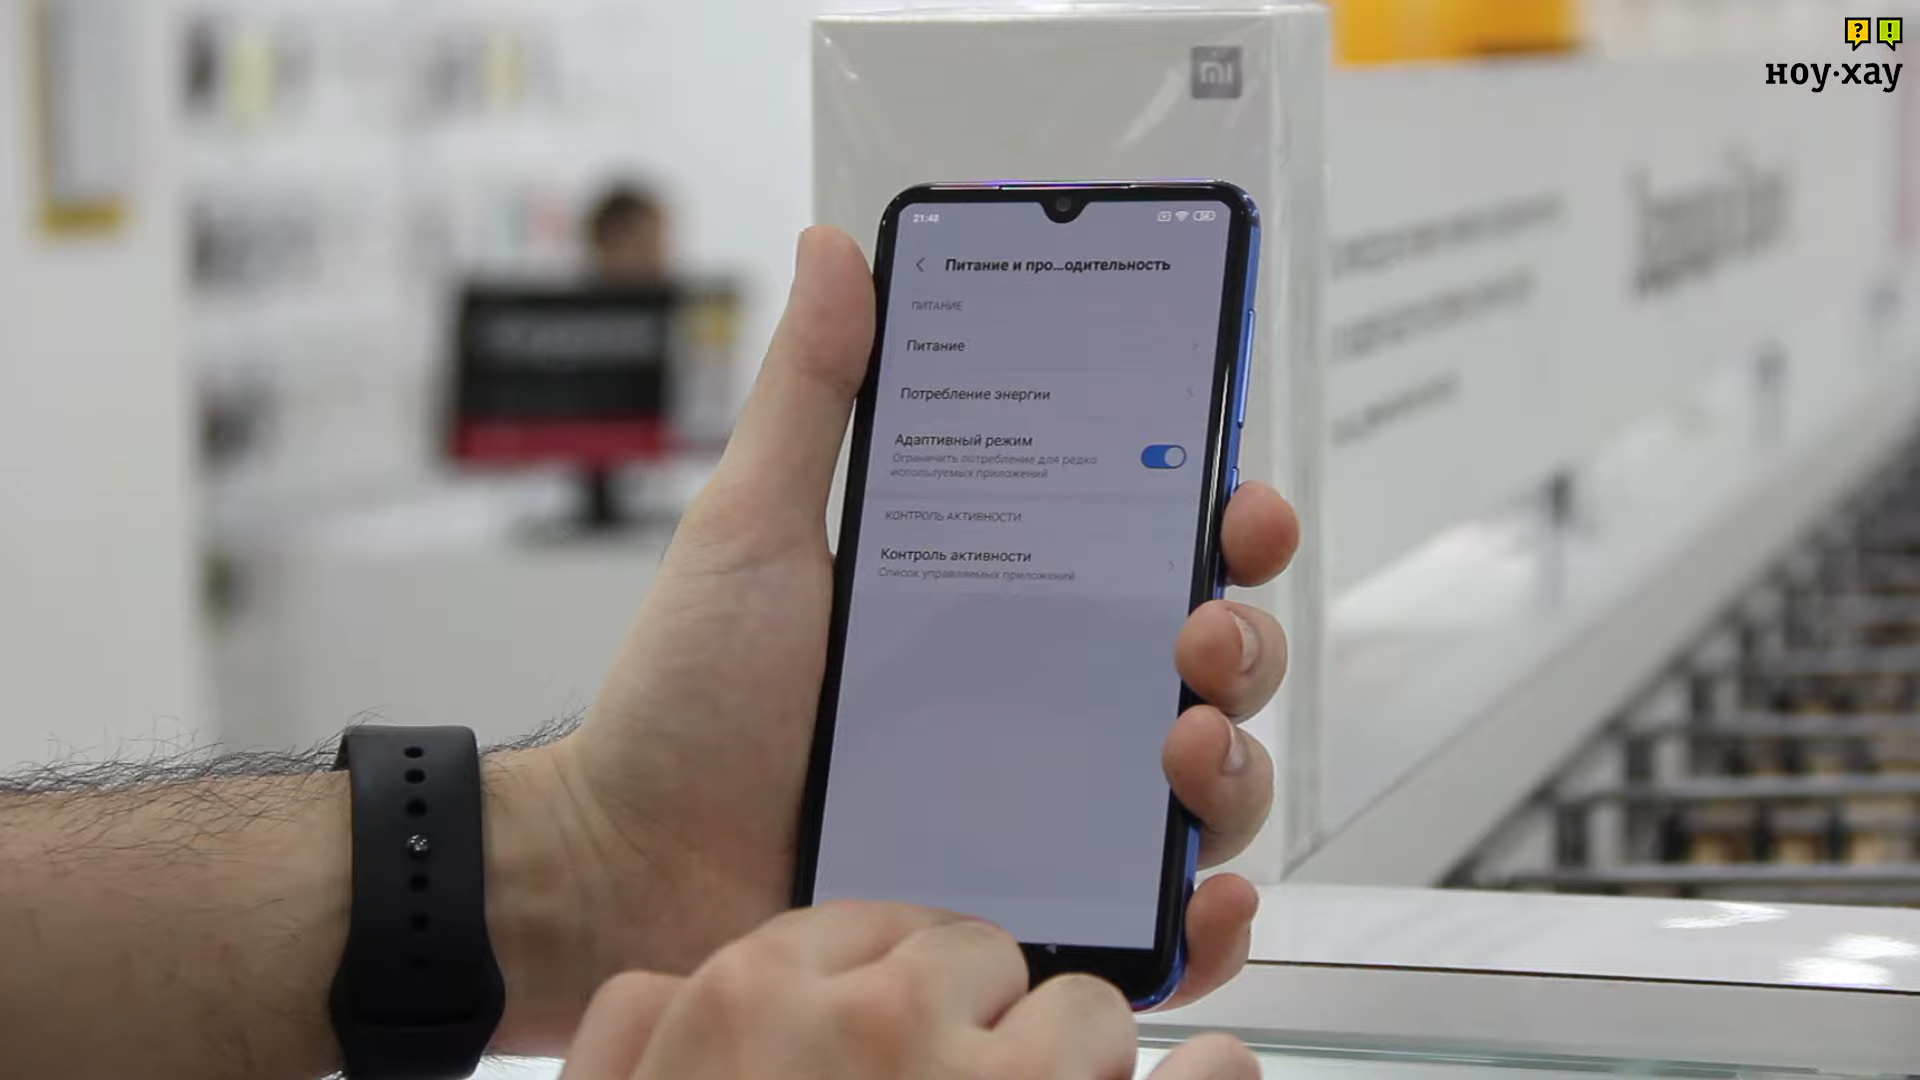 ? !
ноу·хау
mi
21:48
Питание и про...одительность
ПИТАНИЕ
Питание
Потребление энергии
Адаптивный режим
Ограничить потребление для редко
используемых приложений
КОНТРОЛЬ АКТИВНОСТИ
Контроль активности
Список управляемых приложений